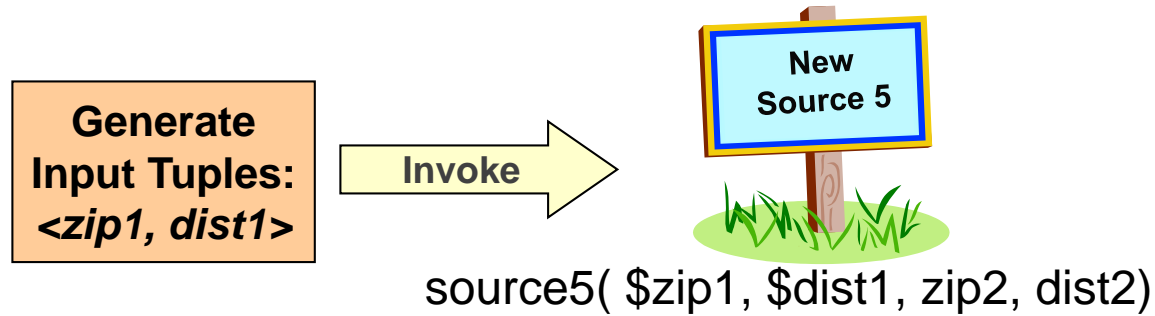 Generate
Input Tuples:
<zip1, dist1>
Invoke
New
Source 5
source5( $zip1, $dist1, zip2, dist2)